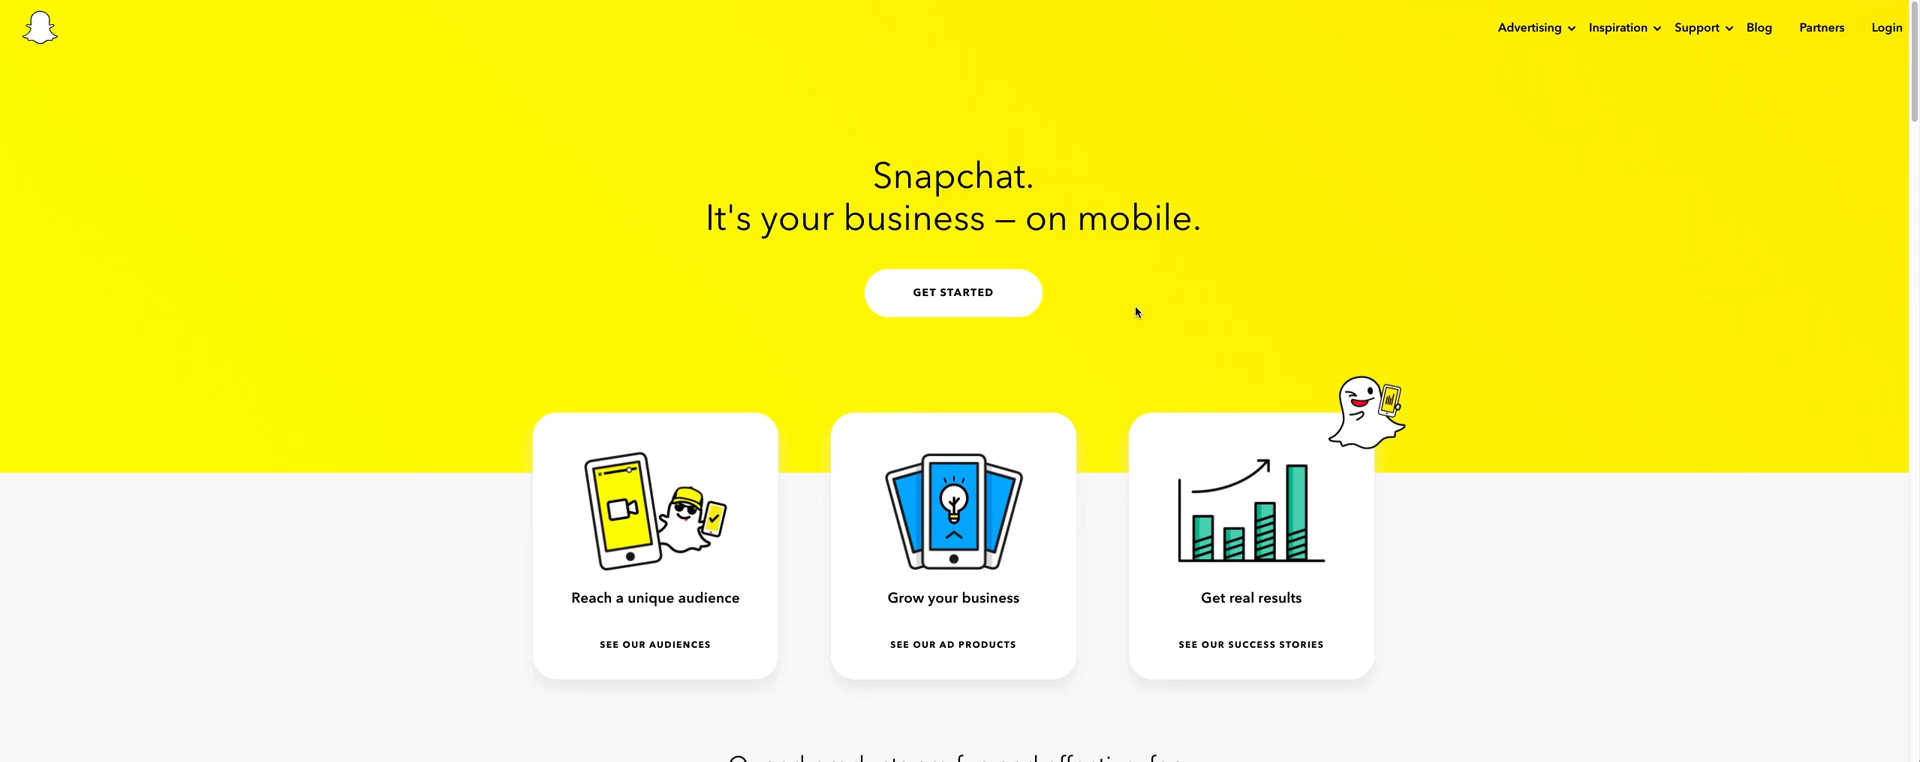 Advertising Inspiration Support Blog Partners Login
Snapchat.
It's your business – on mobile.
GET STARTED
Reach a unique audience
SEE OUR AUDIENCES
Grow your business
SEE OUR AD PRODUCTS
Get real results
SEE OUR SUCCESS STORIES